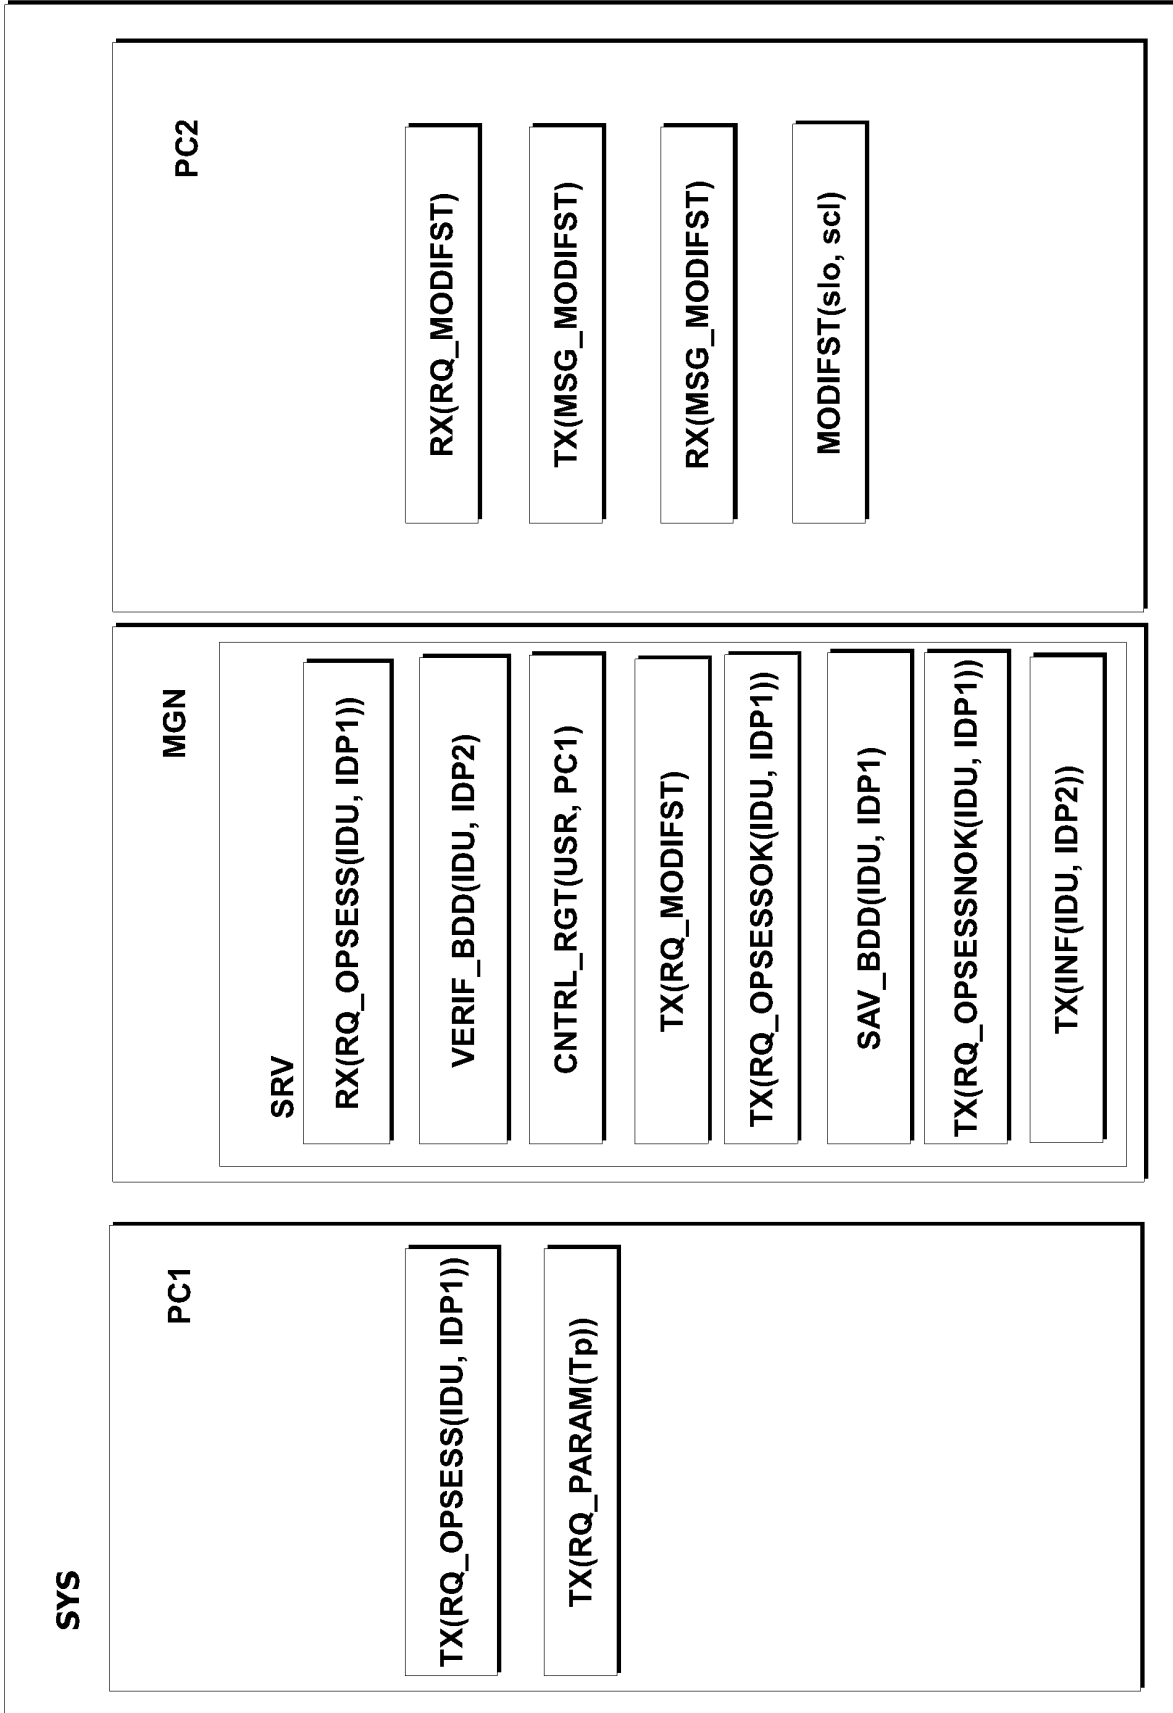 SYS
PC1
TX(RQ_OPSESS(IDU, IDP1))
TX(RQ_PARAM(Tp))
MGN
SRV
RX(RQ_OPSESS(IDU, IDP1))
VERIF_BDD(IDU, IDP2)
CNTRL_RGT(USR, PC1)
TX(RQ_MODIFST)
TX(RQ_OPSESSOK(IDU, IDP1))
SAV_BDD(IDU, IDP1)
TX(RQ_OPSESSNOK(IDU, IDP1))
TX(INF(IDU, IDP2))
PC2
RX(RQ_MODIFST)
TX(MSG_MODIFST)
RX(MSG_MODIFST)
MODIFST(slo, scl)